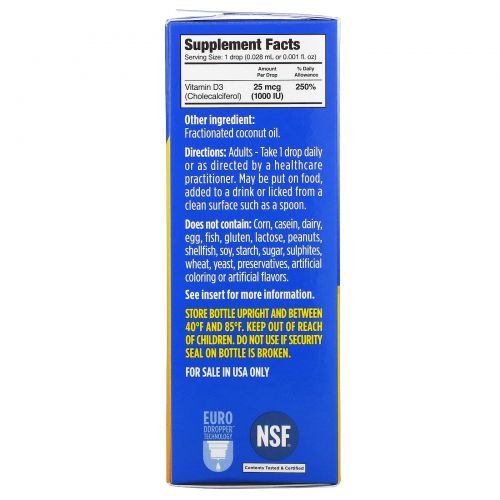 Supplement Facts
Serving Size: 1 drop (0.028 mL or 0.001 fl. oz)
Amount Per Drop
% Daily Allowance
Vitamin D3 (Cholecalciferol)
25 mcg (1000 IU)
250%
Other ingredient:
Fractionated coconut oil.
Directions: Adults - Take 1 drop daily
or as directed by a healthcare
practitioner. May be put on food,
added to a drink or licked from a
clean surface such as a spoon.
Does not contain: Corn, casein, dairy,
egg, fish, gluten, lactose, peanuts,
shellfish, soy, starch, sugar, sulphites,
wheat, yeast, preservatives, artificial
coloring or artificial flavors.
See insert for more information.
STORE BOTTLE UPRIGHT AND BETWEEN
40°F AND 85°F. KEEP OUT OF REACH
OF CHILDREN. DO NOT USE IF SECURITY
SEAL ON BOTTLE IS BROKEN.
FOR SALE IN USA ONLY
EURO
DDROPPER™
TECHNOLOGY
NSF
Contents Tested & Certified